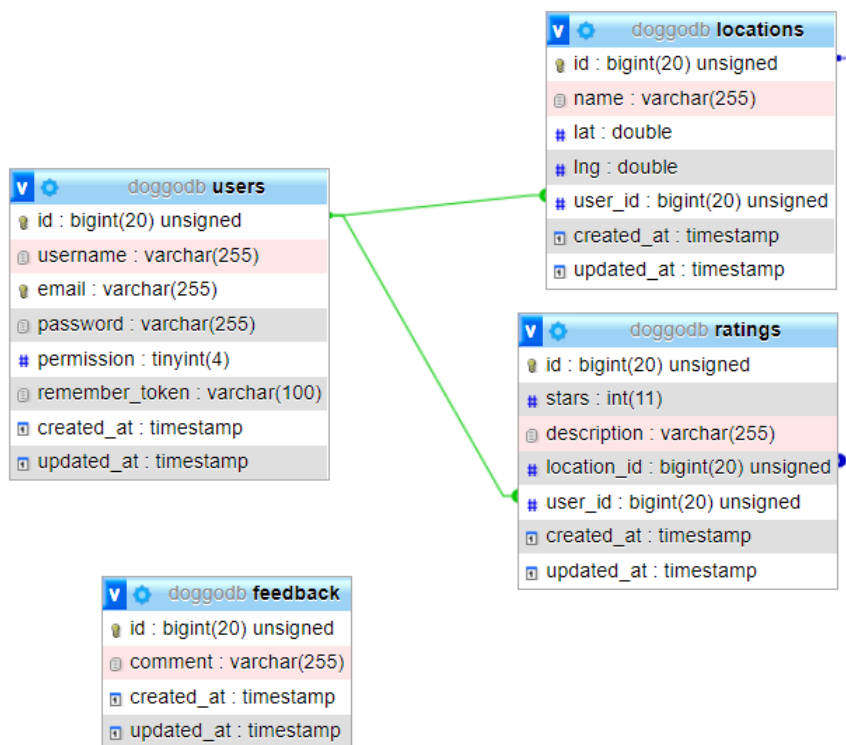 doggodb locations
id : bigint(20) unsigned
name : varchar(255)
lat : double
lng : double
user_id : bigint(20) unsigned
created_at : timestamp
updated_at : timestamp
doggodb users
id : bigint(20) unsigned
username : varchar(255)
email : varchar(255)
password : varchar(255)
permission : tinyint(4)
remember_token : varchar(100)
created_at : timestamp
updated_at : timestamp
doggodb ratings
id : bigint(20) unsigned
stars : int(11)
description : varchar(255)
location_id : bigint(20) unsigned
user_id : bigint(20) unsigned
created_at : timestamp
updated_at : timestamp
doggodb feedback
id : bigint(20) unsigned
comment : varchar(255)
created_at : timestamp
updated_at : timestamp